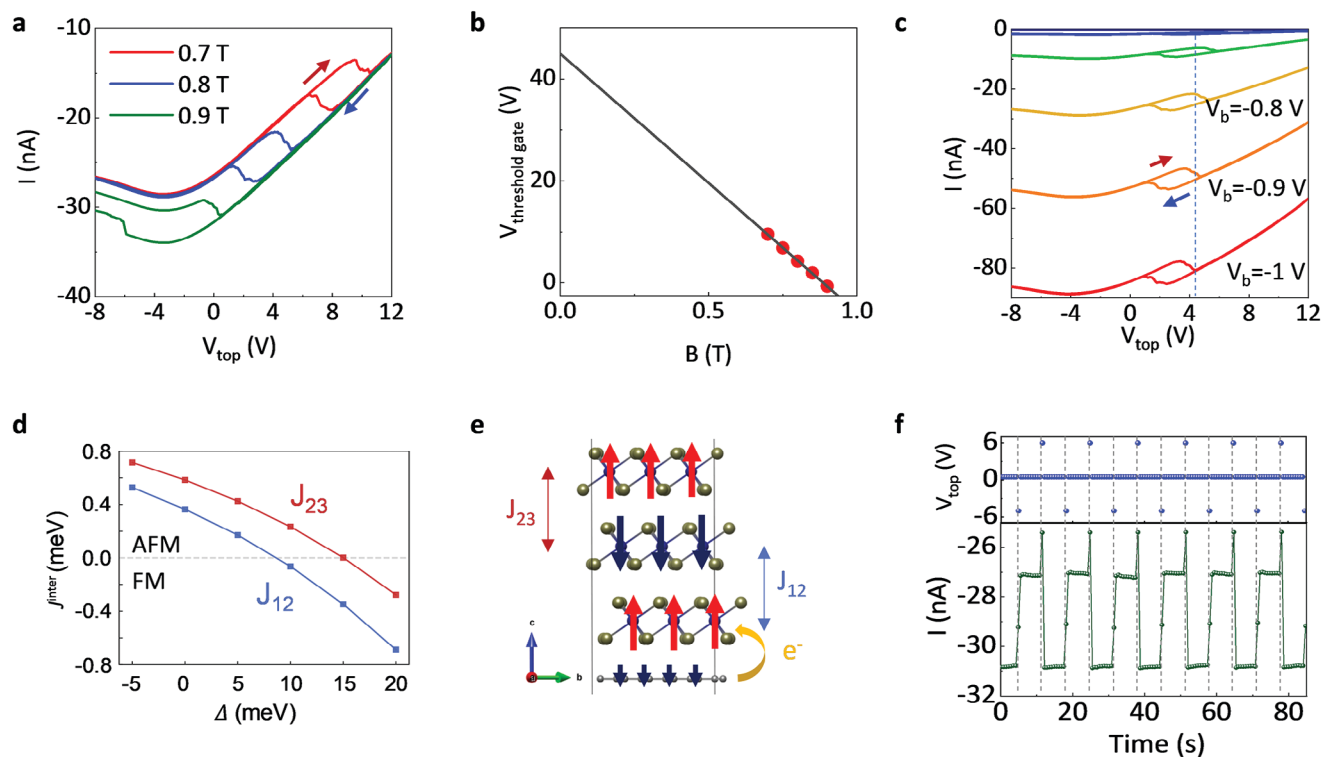 a
-10
-20
-30
-40
I (nA)
0.7 T
0.8 T
0.9 T
-8
-4
0
4
8
12
V_top (V)
b
40
20
0
V_threshold gate (V)
0.0
0.5
1.0
B (T)
c
0
-20
-40
-60
-80
I (nA)
V_b=-0.8 V
V_b=-0.9 V
V_b=-1 V
-8
-4
0
4
8
12
V_top (V)
d
0.8
0.4
0.0
-0.4
-0.8
J^inter (meV)
J_23
AFM
FM
J_12
-5
0
5
10
15
20
Δ (meV)
e
J_23
J_12
e^-
c
a
b
f
6
0
-6
V_top (V)
-26
-28
-30
-32
I (nA)
0
20
40
60
80
Time (s)